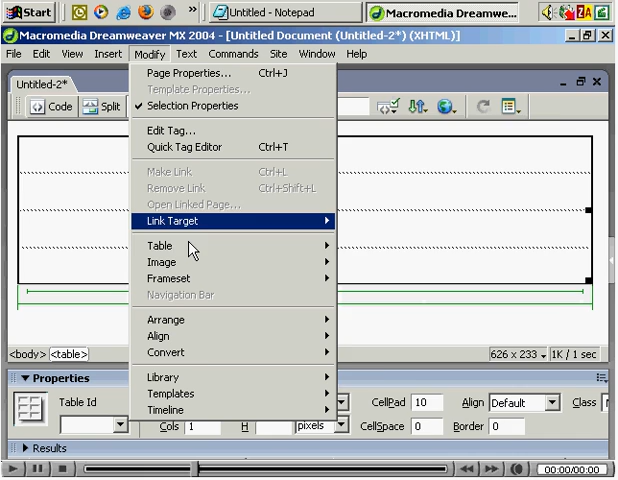 Start » Untitled - Notepad Macromedia Dreamwe... ZA
Macromedia Dreamweaver MX 2004 - [Untitled Document (Untitled-2*) (XHTML)]
File Edit View Insert Modify Text Commands Site Window Help
Untitled-2*
Code Split
Page Properties... Ctrl+J
Template Properties...
Selection Properties
Edit Tag...
Quick Tag Editor Ctrl+T
Make Link Ctrl+L
Remove Link Ctrl+Shift+L
Open Linked Page...
Link Target
Table
Image
Frameset
Navigation Bar
Arrange
Align
Convert
Library
Templates
Timeline
<body> <table> 626 x 233 1K / 1 sec
Properties
Table Id CellPad 10 Align Default Class
Cols 1 H pixels CellSpace 0 Border 0
Results
00:00/00:00